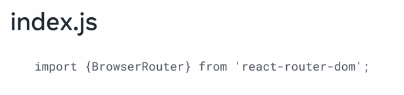 index.js
import {BrowserRouter} from 'react-router-dom';